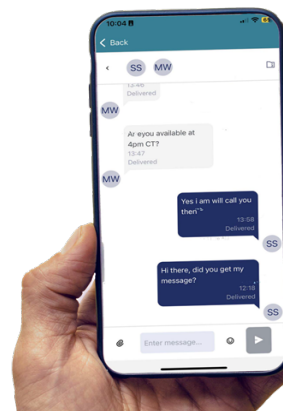 10:04
Back
SS MW
13:46
Delivered
MW
Ar eyou available at
4pm CT?
13:47
Delivered
MW
Yes i am will call you
then
13:58
Delivered
SS
Hi there, did you get my
message?
12:18
Delivered
SS
Enter message...